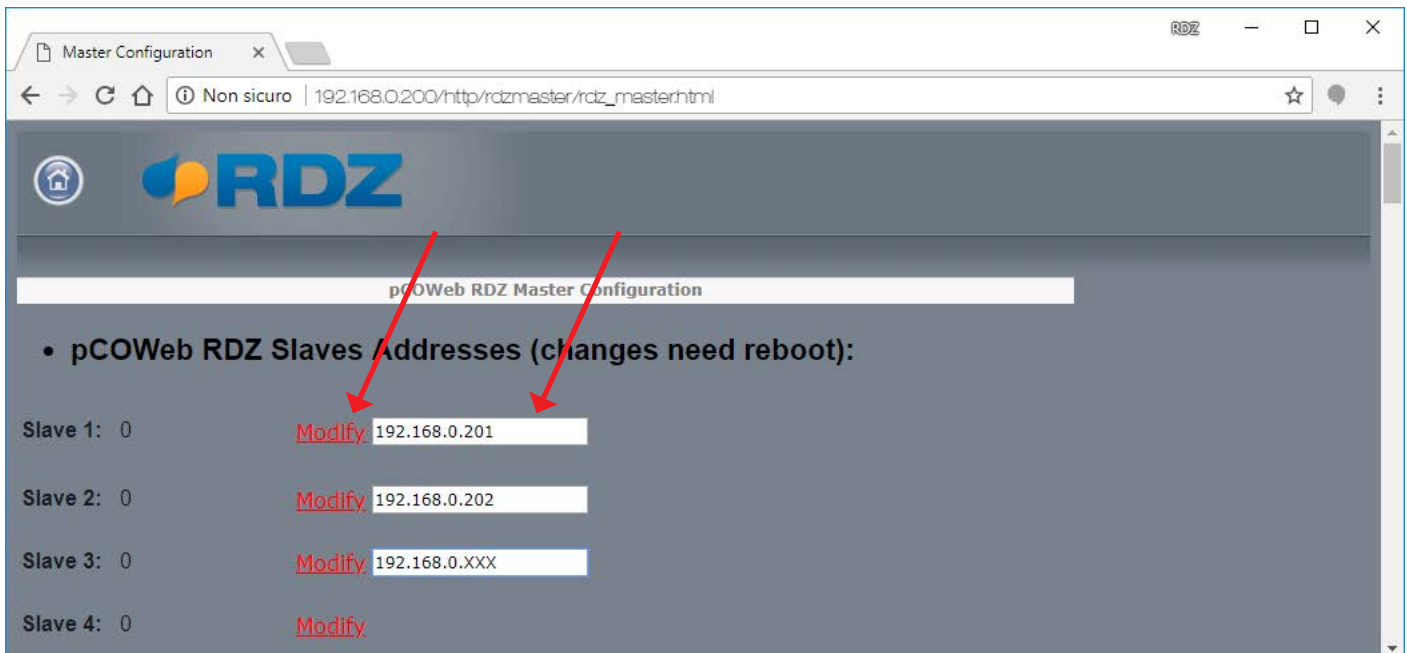 RDZ
Master Configuration
Non sicuro 192.168.0.200/http/rdzmaster/rdz_master.html
RDZ
pCOWeb RDZ Master Configuration
• pCOWeb RDZ Slaves Addresses (changes need reboot):
Slave 1: 0 Modify 192.168.0.201
Slave 2: 0 Modify 192.168.0.202
Slave 3: 0 Modify 192.168.0.XXX
Slave 4: 0 Modify